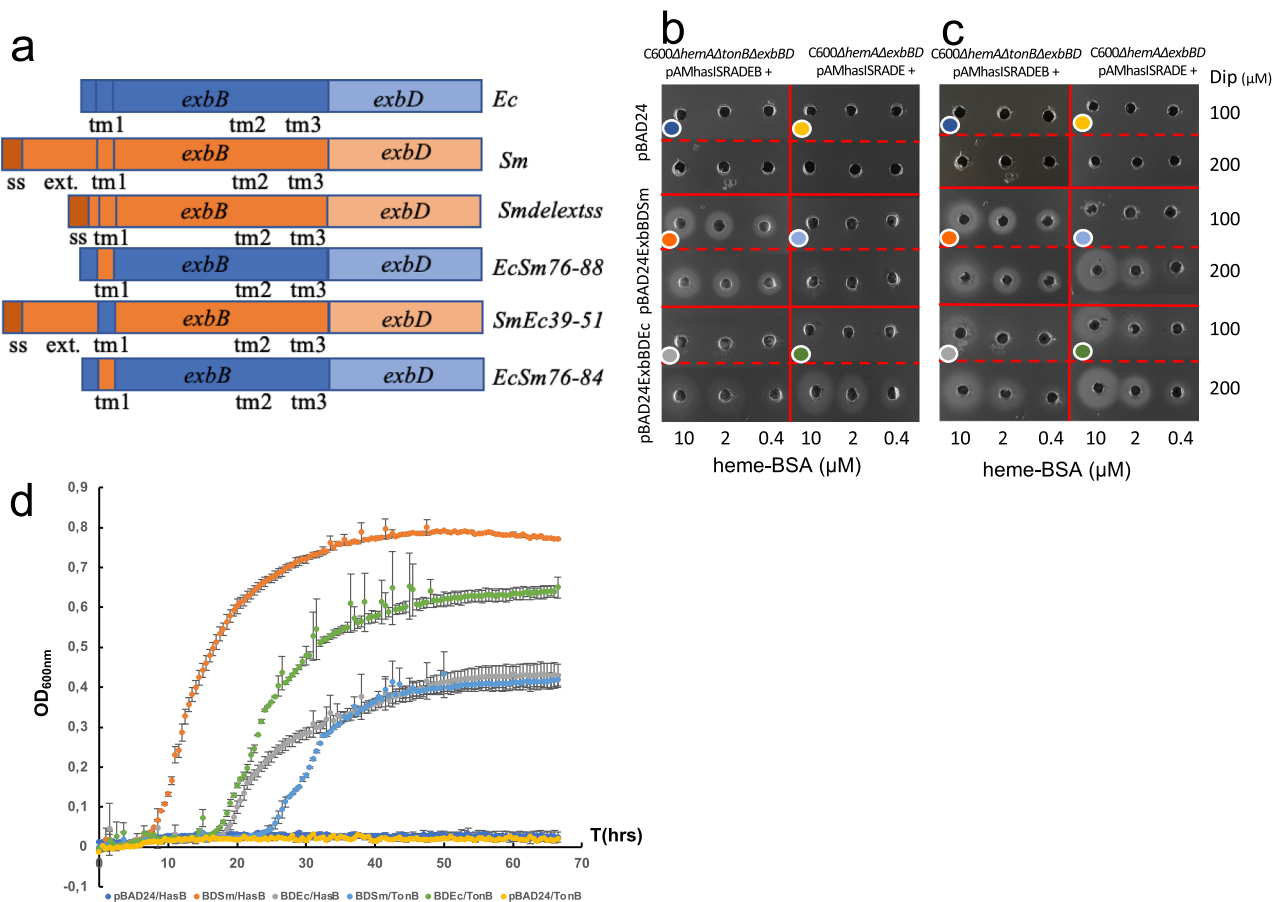 a
exbB exbD Ec
tm1 tm2 tm3
exbB exbD Sm
ss ext. tm1 tm2 tm3
exbB exbD Smdelextss
ss tm1 tm2 tm3
exbB exbD EcSm76-88
tm1 tm2 tm3
exbB exbD SmEc39-51
ss ext. tm1 tm2 tm3
exbB exbD EcSm76-84
tm1 tm2 tm3
b
C600ΔhemAΔtonBΔexbBD C600ΔhemAΔexbBD
pAMhasISRADEB + pAMhasISRADE +
pBAD24
pBAD24ExbBDSm
pBAD24ExbBDEc
10 2 0.4 10 2 0.4
heme-BSA (μM)
c
C600ΔhemAΔtonBΔexbBD C600ΔhemAΔexbBD
pAMhasISRADEB + pAMhasISRADE +
Dip (μM)
100
200
100
200
100
200
10 2 0.4 10 2 0.4
heme-BSA (μM)
d
0,9
0,8
0,7
0,6
0,5
0,4
0,3
0,2
0,1
0
-0,1
OD600nm
0 10 20 30 40 50 60 70
T(hrs)
pBAD24/HasB BDSm/HasB BDEc/HasB BDSm/TonB BDEc/TonB pBAD24/TonB